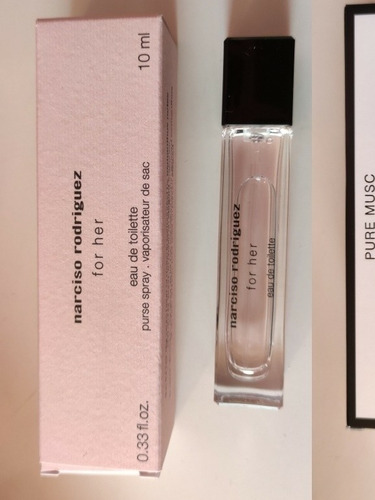 narciso rodriguez
for her
eau de toilette
purse spray . vaporisateur de sac
0.33 fl.oz. 10 ml
narciso rodriguez
for her
eau de toilette
PURE MUSC